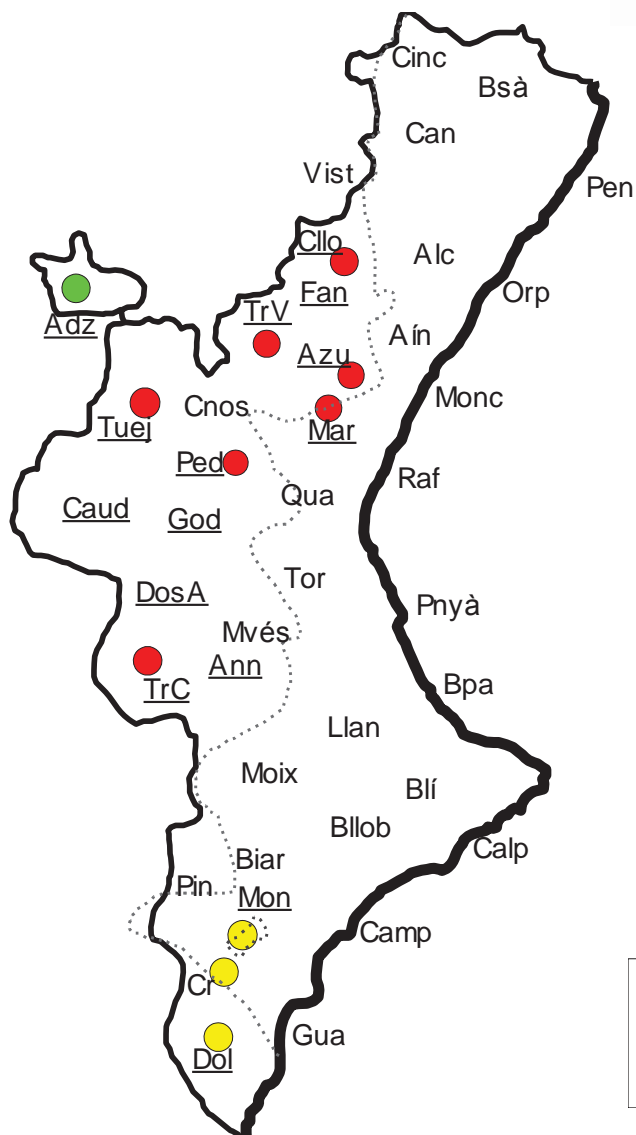 Cinc
Bsà
Can
Vist
Pen
Cllo
Alc
Fan
Orp
TrV
Adz
Aín
Azu
Monc
Cnos
Tuej
Mar
Ped
Raf
Qua
Caud
God
Tor
DosA
Pnyà
Mvés
Ann
TrC
Bpa
Llan
Moix
Blí
Bllob
Calp
Biar
Pin
Mon
Camp
Cr
Gua
Dol